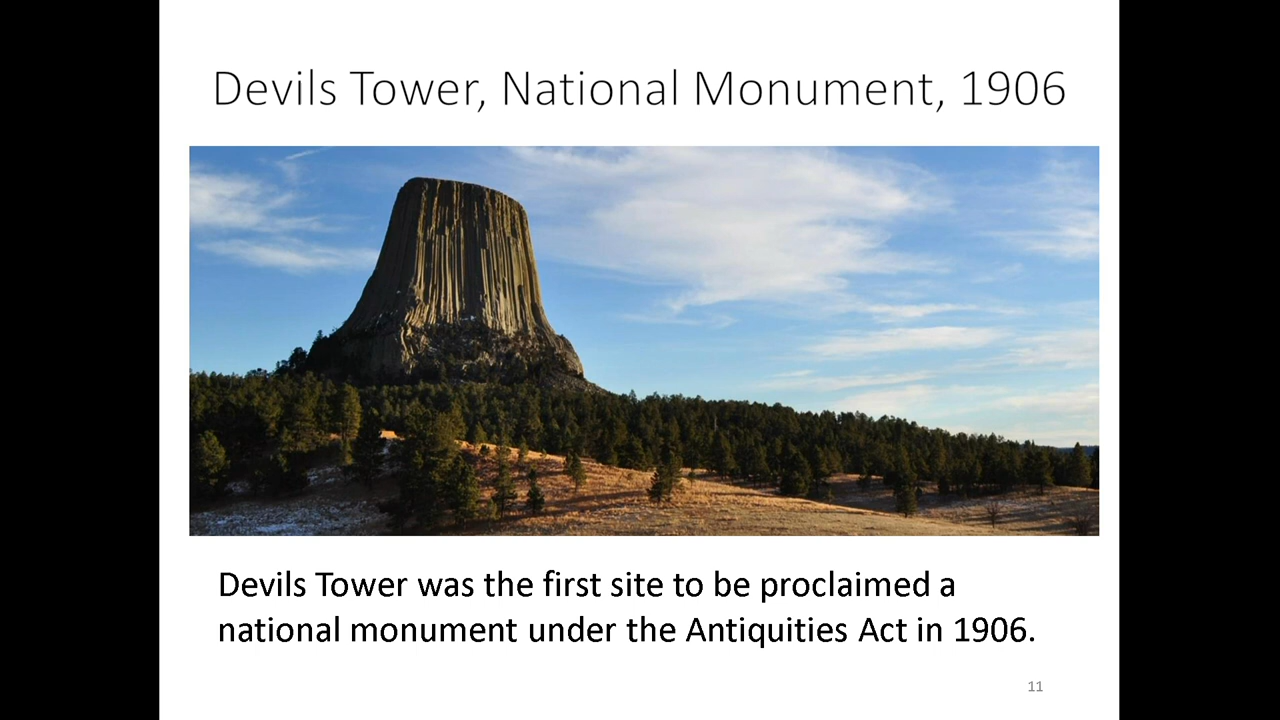 Devils Tower, National Monument, 1906
Devils Tower was the first site to be proclaimed a
national monument under the Antiquities Act in 1906.
11